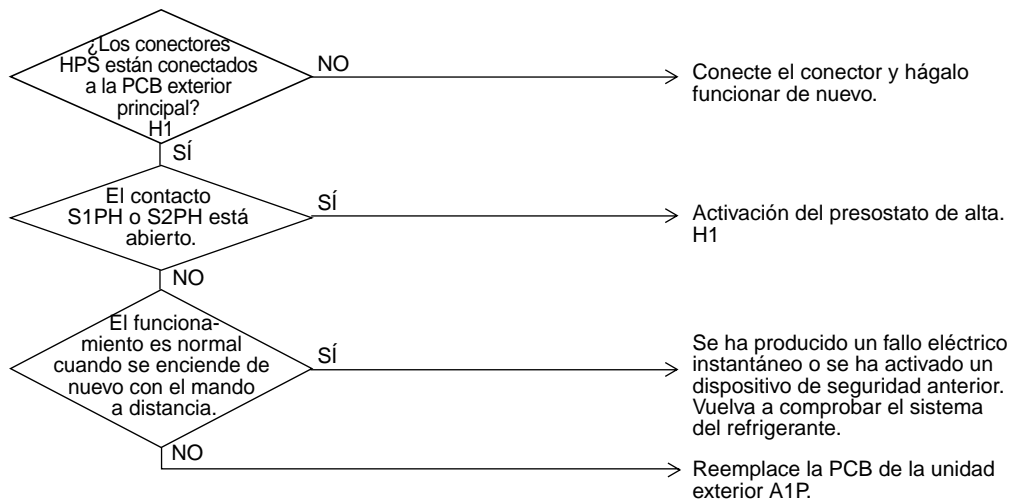 ¿Los conectores
HPS están conectados
a la PCB exterior
principal?
H1
NO
Conecte el conector y hágalo
funcionar de nuevo.
SÍ
El contacto
S1PH o S2PH está
abierto.
SÍ
Activación del presostato de alta.
H1
NO
El funciona-
miento es normal
cuando se enciende de
nuevo con el mando
a distancia.
SÍ
Se ha producido un fallo eléctrico
instantáneo o se ha activado un
dispositivo de seguridad anterior.
Vuelva a comprobar el sistema
del refrigerante.
NO
Reemplace la PCB de la unidad
exterior A1P.